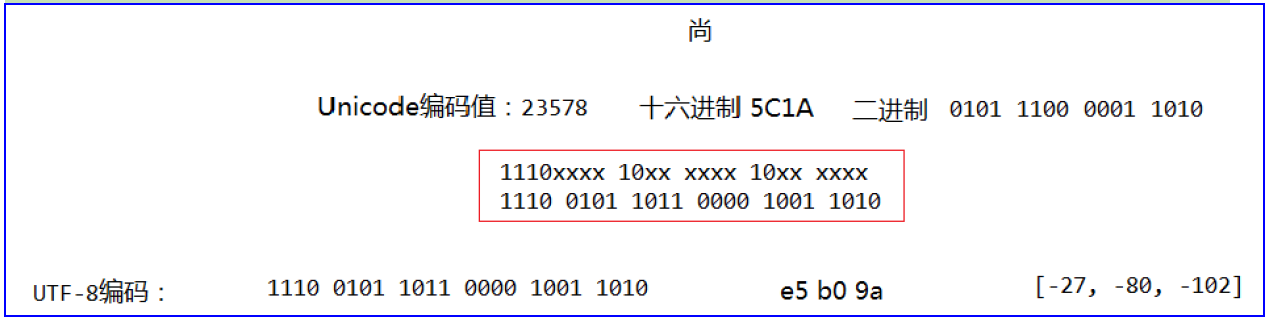 尚
Unicode编码值：23578 十六进制 5C1A 二进制 0101 1100 0001 1010
1110xxxx 10xx xxxx 10xx xxxx
1110 0101 1011 0000 1001 1010
UTF-8编码： 1110 0101 1011 0000 1001 1010 e5 b0 9a [-27, -80, -102]